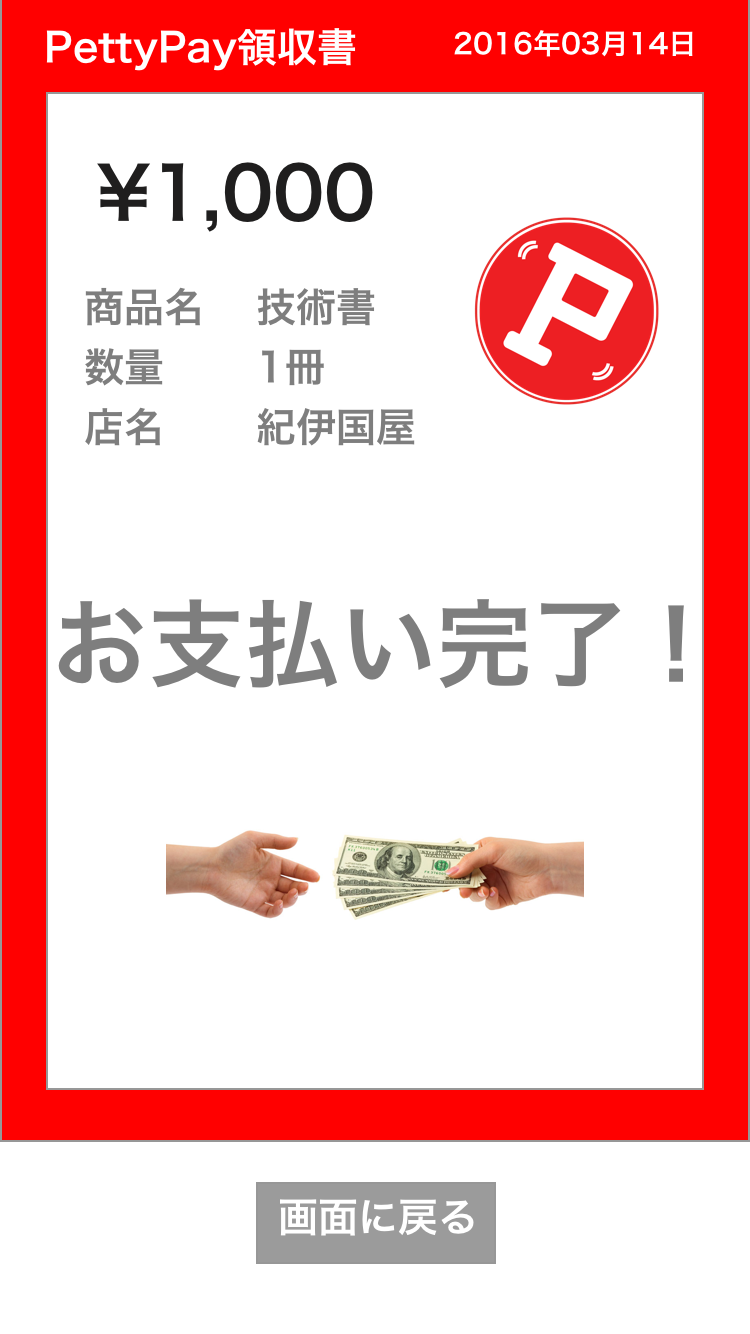 PettyPay領収書 2016年03月14日
¥1,000
P
商品名 技術書
数量 1冊
店名 紀伊国屋
お支払い完了！
画面に戻る